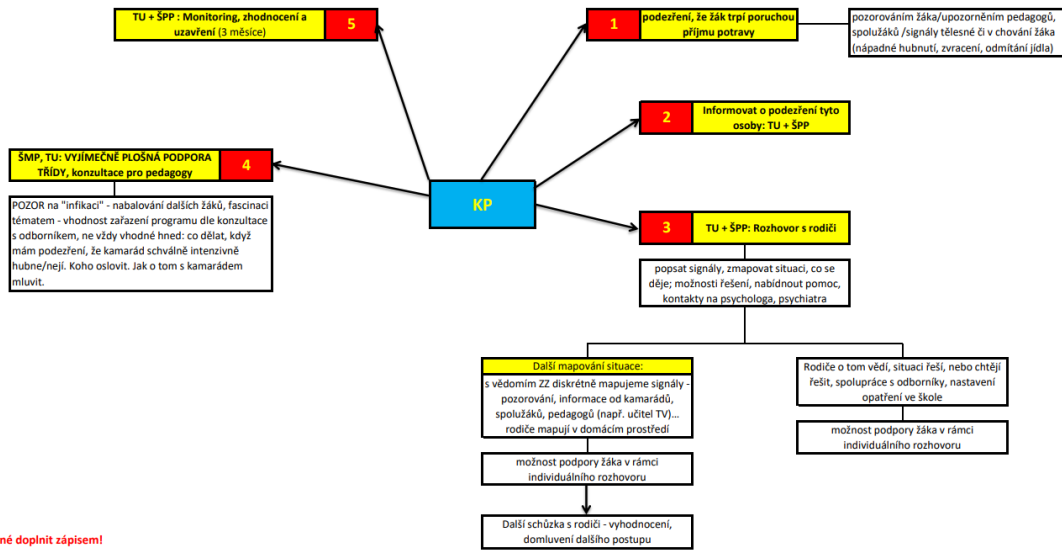 TU + ŠPP : Monitoring, zhodnocení a
uzavření (3 měsíce)
5
1
podezření, že žák trpí poruchou
příjmu potravy
pozorováním žáka/upozorněním pedagogů,
spolužáků /signály tělesné či v chování žáka
(nápadné hubnutí, zvracení, odmítání jídla)
2
Informovat o podezření tyto
osoby: TU + ŠPP
ŠMP, TU: VYJÍMEČNĚ PLOŠNÁ PODPORA
TŘÍDY, konzultace pro pedagogy
4
POZOR na "infikaci" - nabalování dalších žáků, fascinaci
tématem - vhodnost zařazení programu dle konzultace
s odborníkem, ne vždy vhodné hned: co dělat, když
mám podezření, že kamarád schválně intenzivně
hubne/nejí. Koho oslovit. Jak o tom s kamarádem
mluvit.
KP
3
TU + ŠPP: Rozhovor s rodiči
popsat signály, zmapovat situaci, co se
děje; možnosti řešení, nabídnout pomoc,
kontakty na psychologa, psychiatra
Další mapování situace:
s vědomím ZZ diskrétně mapujeme signály -
pozorování, informace od kamarádů,
spolužáků, pedagogů (např. učitel TV)...
rodiče mapují v domácím prostředí
možnost podpory žáka v rámci
individuálního rozhovoru
Další schůzka s rodiči - vyhodnocení,
domluvení dalšího postupu
Rodiče o tom vědí, situaci řeší, nebo chtějí
řešit, spolupráce s odborníky, nastavení
opatření ve škole
možnost podpory žáka v rámci
individuálního rozhovoru
né doplnit zápisem!